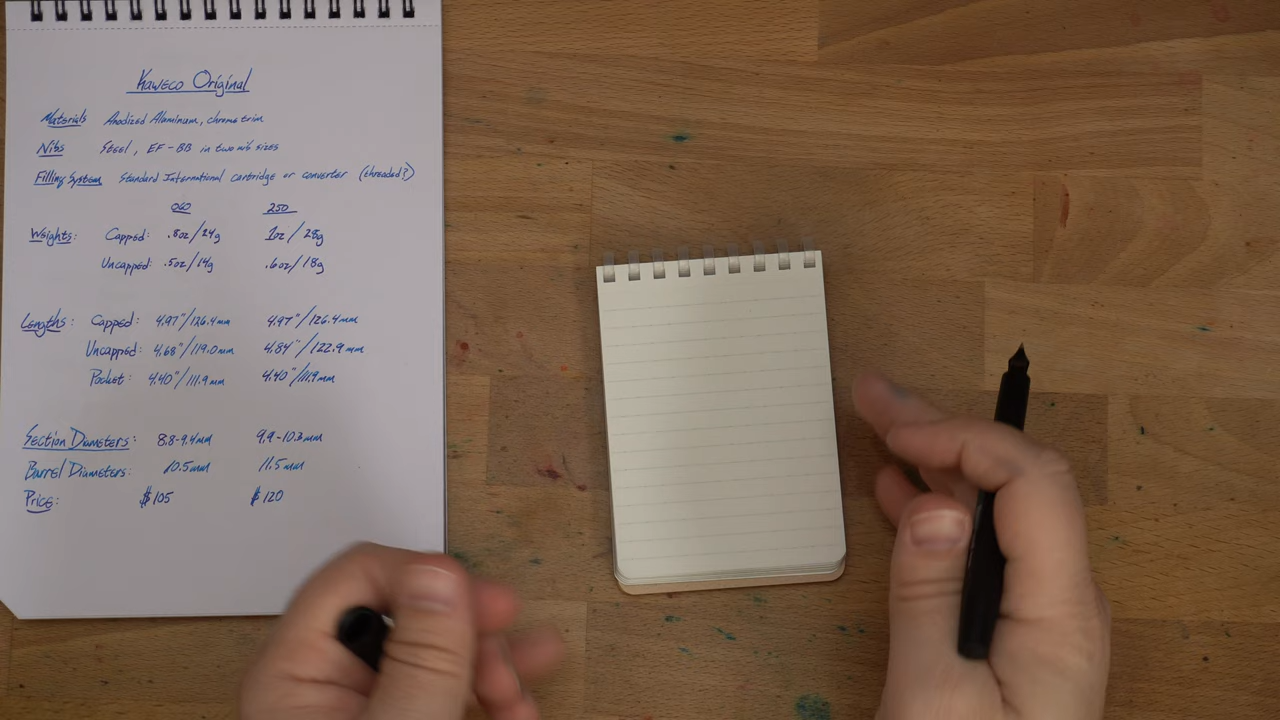 Kaweco Original
Materials Anodized Aluminum, chrome trim
Nibs Steel, EF-BB in two nib sizes
Filling System Standard International cartridge or converter (threaded?)
060 250
Weights: Capped: .8oz/24g 1oz/28g
Uncapped: .5oz/14g .6oz/18g
Lengths: Capped: 4.97"/126.4mm 4.97"/126.4mm
Uncapped: 4.68"/119.0mm 4.84"/122.9mm
Pocket: 4.40"/111.9mm 4.40"/111.9mm
Section Diameters: 8.8-9.4mm 9.9-10.3mm
Barrel Diameters: 10.5mm 11.5mm
Price: $105 $120